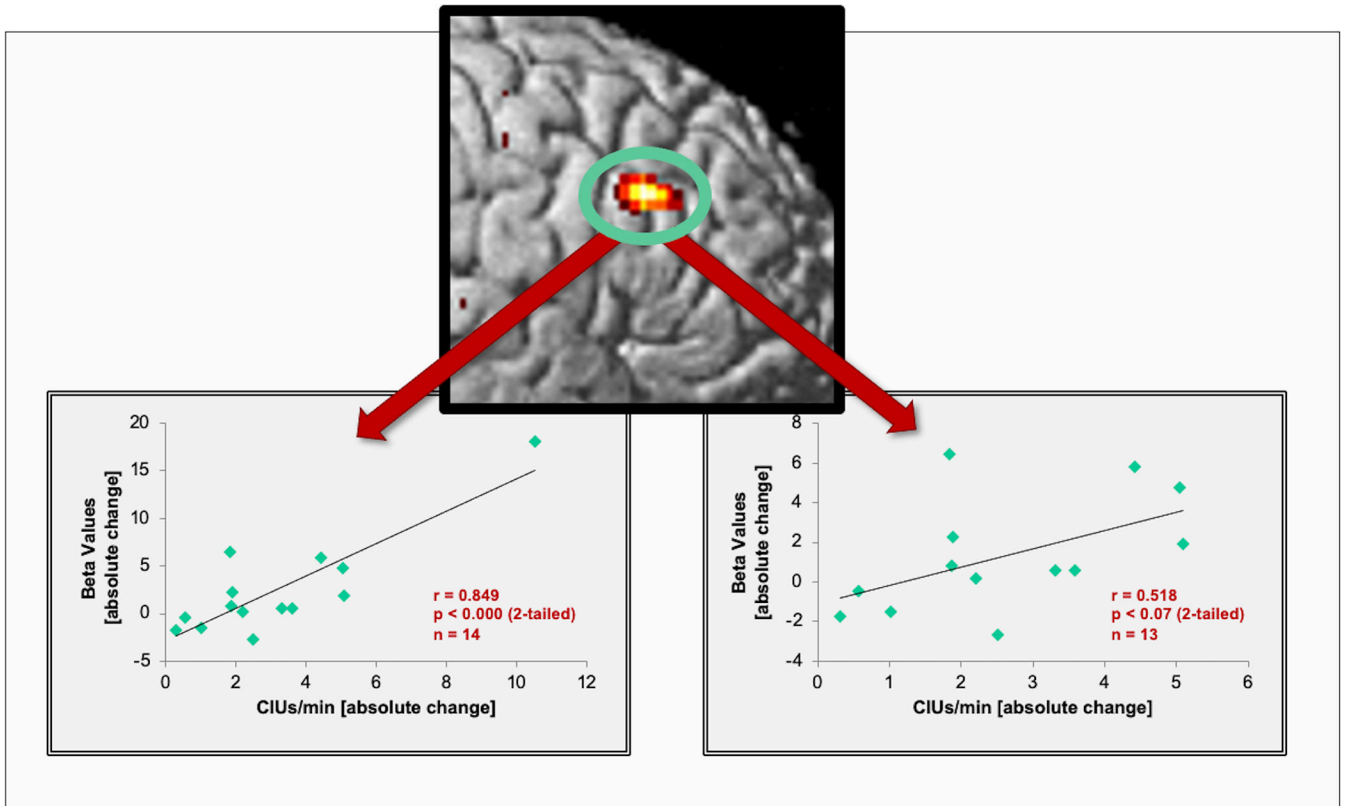 20
15
10
5
0
-5
Beta Values
[absolute change]
r = 0.849
p < 0.000 (2-tailed)
n = 14
0 2 4 6 8 10 12
CIUs/min [absolute change]
8
6
4
2
0
-2
-4
Beta Values
[absolute change]
r = 0.518
p < 0.07 (2-tailed)
n = 13
0 1 2 3 4 5 6
CIUs/min [absolute change]